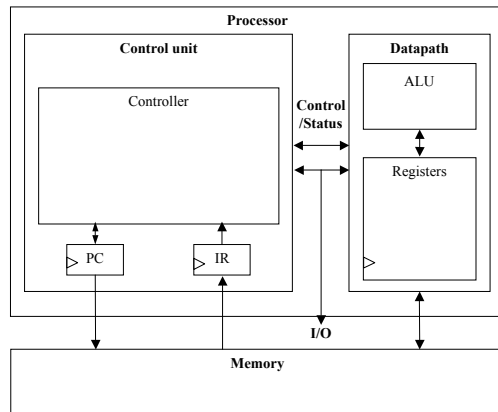 Processor
Control unit
Datapath
Controller
ALU
Control
/Status
Registers
PC
IR
I/O
Memory